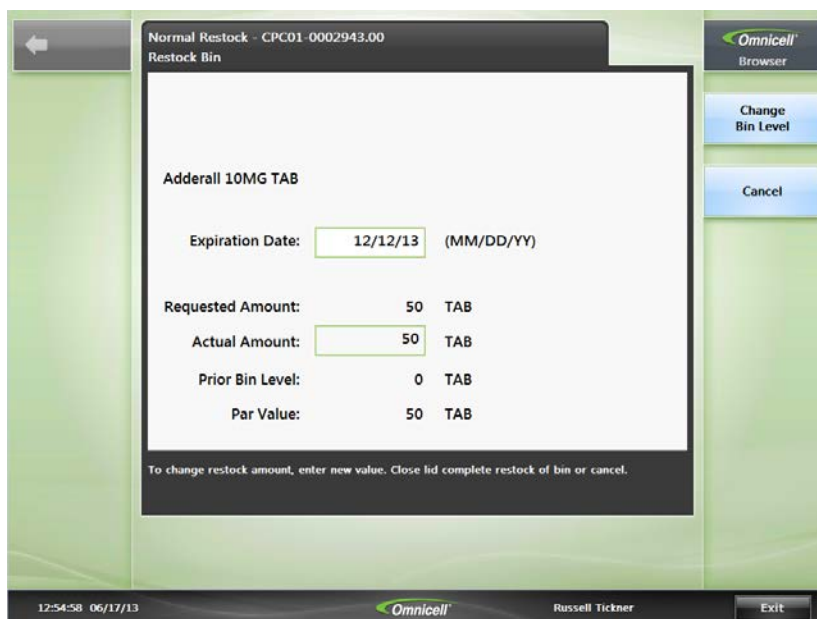 Normal Restock - CPC01-0002943.00
Restock Bin
Omnicell
Browser
Change
Bin Level
Cancel
Adderall 10MG TAB
Expiration Date: 12/12/13 (MM/DD/YY)
Requested Amount: 50 TAB
Actual Amount: 50 TAB
Prior Bin Level: 0 TAB
Par Value: 50 TAB
To change restock amount, enter new value. Close lid complete restock of bin or cancel.
12:54:58 06/17/13 Omnicell Russell Tickner Exit